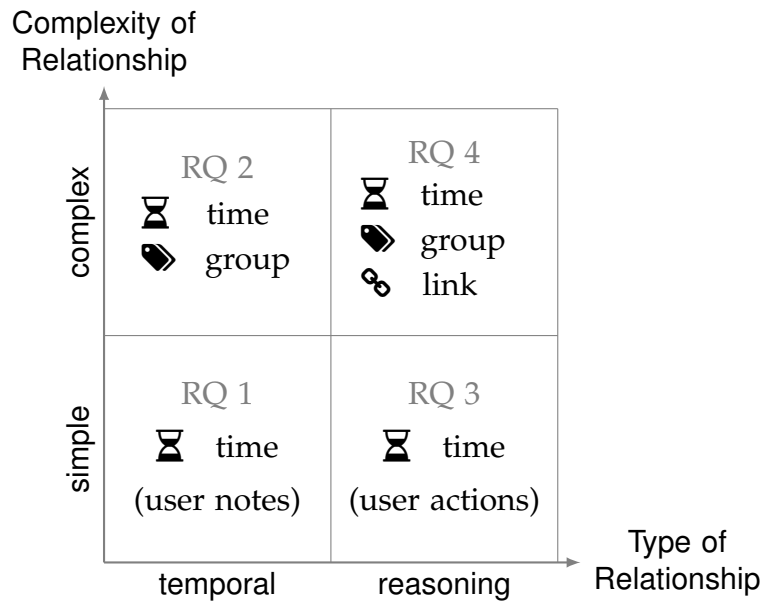 Complexity of
Relationship
complex
RQ 2
time
group
RQ 4
time
group
link
simple
RQ 1
time
(user notes)
RQ 3
time
(user actions)
temporal
reasoning
Type of
Relationship